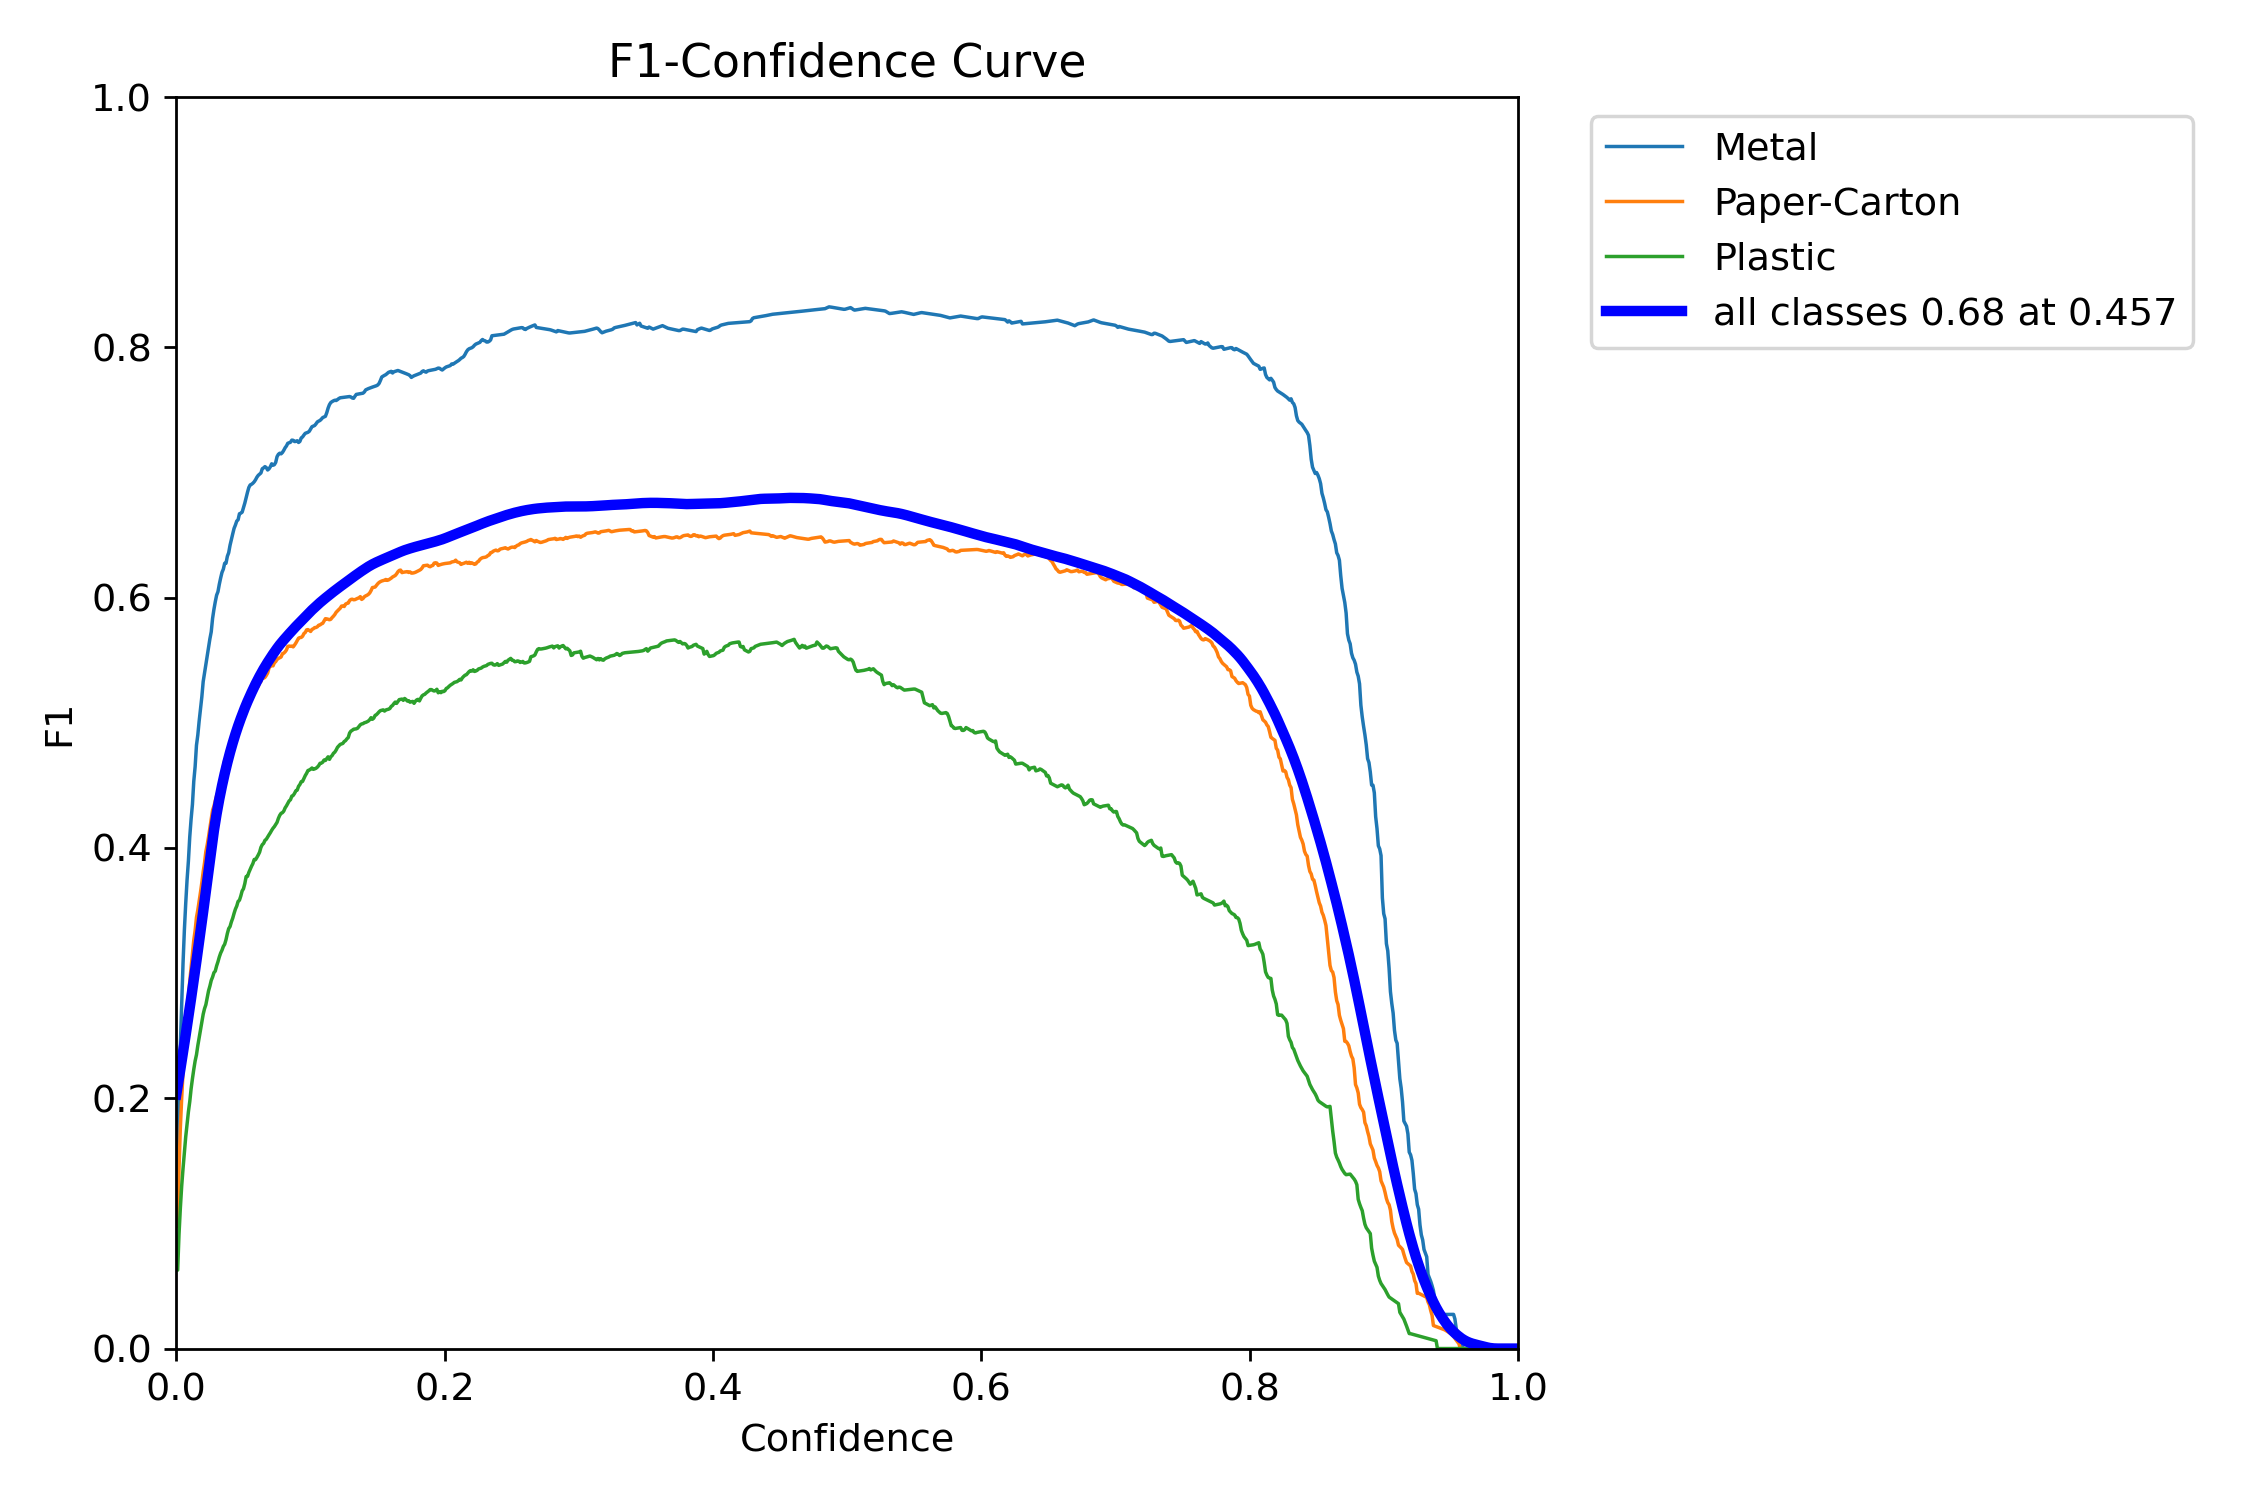 F1-Confidence Curve
1.0
0.8
0.6
0.4
0.2
0.0
F1
0.0 0.2 0.4 0.6 0.8 1.0
Confidence
Metal
Paper-Carton
Plastic
all classes 0.68 at 0.457